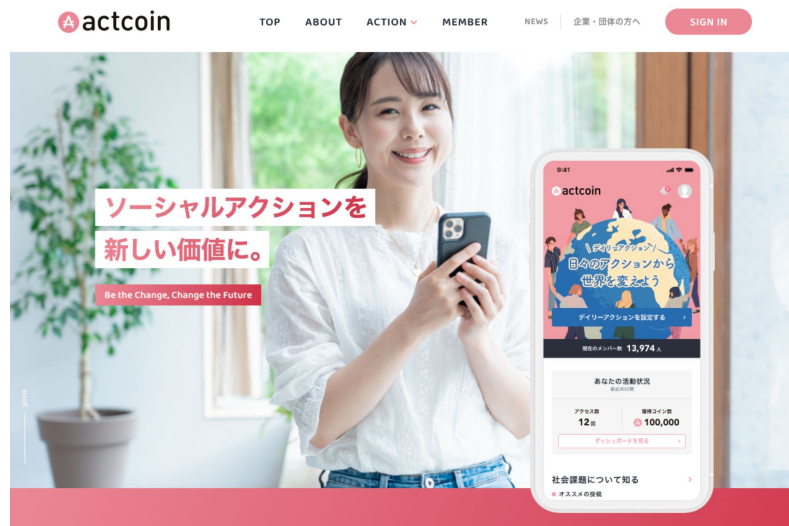 actcoin
TOP ABOUT ACTION MEMBER NEWS 企業・団体の方へ SIGN IN
ソーシャルアクションを
新しい価値に。
Be the Change, Change the Future
9:41
actcoin
デイリーアクション
日々のアクションから
世界を変えよう
デイリーアクションを設定する
現在のメンバー数 13,974 人
あなたの活動状況
直近30日間
アクセス数 獲得コイン数
12回 100,000
ダッシュボードを見る
社会課題について知る
オススメの投稿